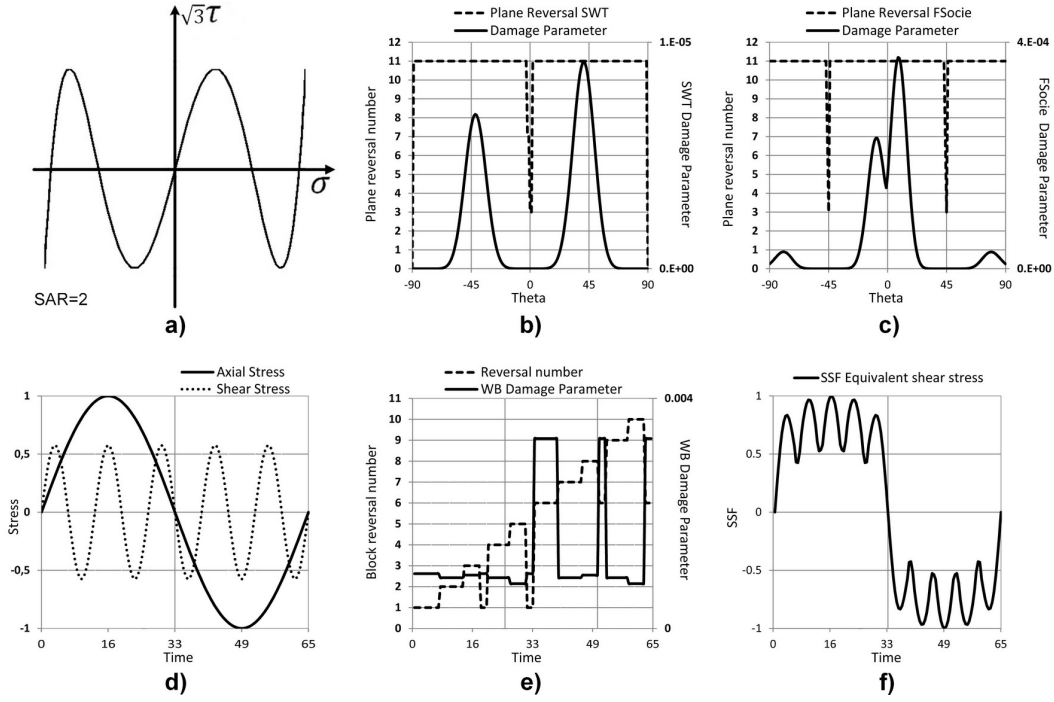 √3τ
σ
SAR=2
a)
Plane Reversal SWT
Damage Parameter
12
11
10
9
8
7
6
5
4
3
2
1
0
Plane reversal number
1.E-05
0.E+00
SWT Damage Parameter
-90
-45
0
45
90
Theta
b)
Plane Reversal FSocie
Damage Parameter
12
11
10
9
8
7
6
5
4
3
2
1
0
Plane reversal number
4.E-04
0.E+00
FSocie Damage Parameter
-90
-45
0
45
90
Theta
c)
Axial Stress
Shear Stress
1
0,5
0
-0,5
-1
Stress
0
16
33
49
65
Time
d)
Reversal number
WB Damage Parameter
11
10
9
8
7
6
5
4
3
2
1
0
Block reversal number
0.004
0
WB Damage Parameter
0
16
33
49
65
Time
e)
SSF Equivalent shear stress
1
0,5
0
-0,5
-1
SSF
0
16
33
49
65
Time
f)